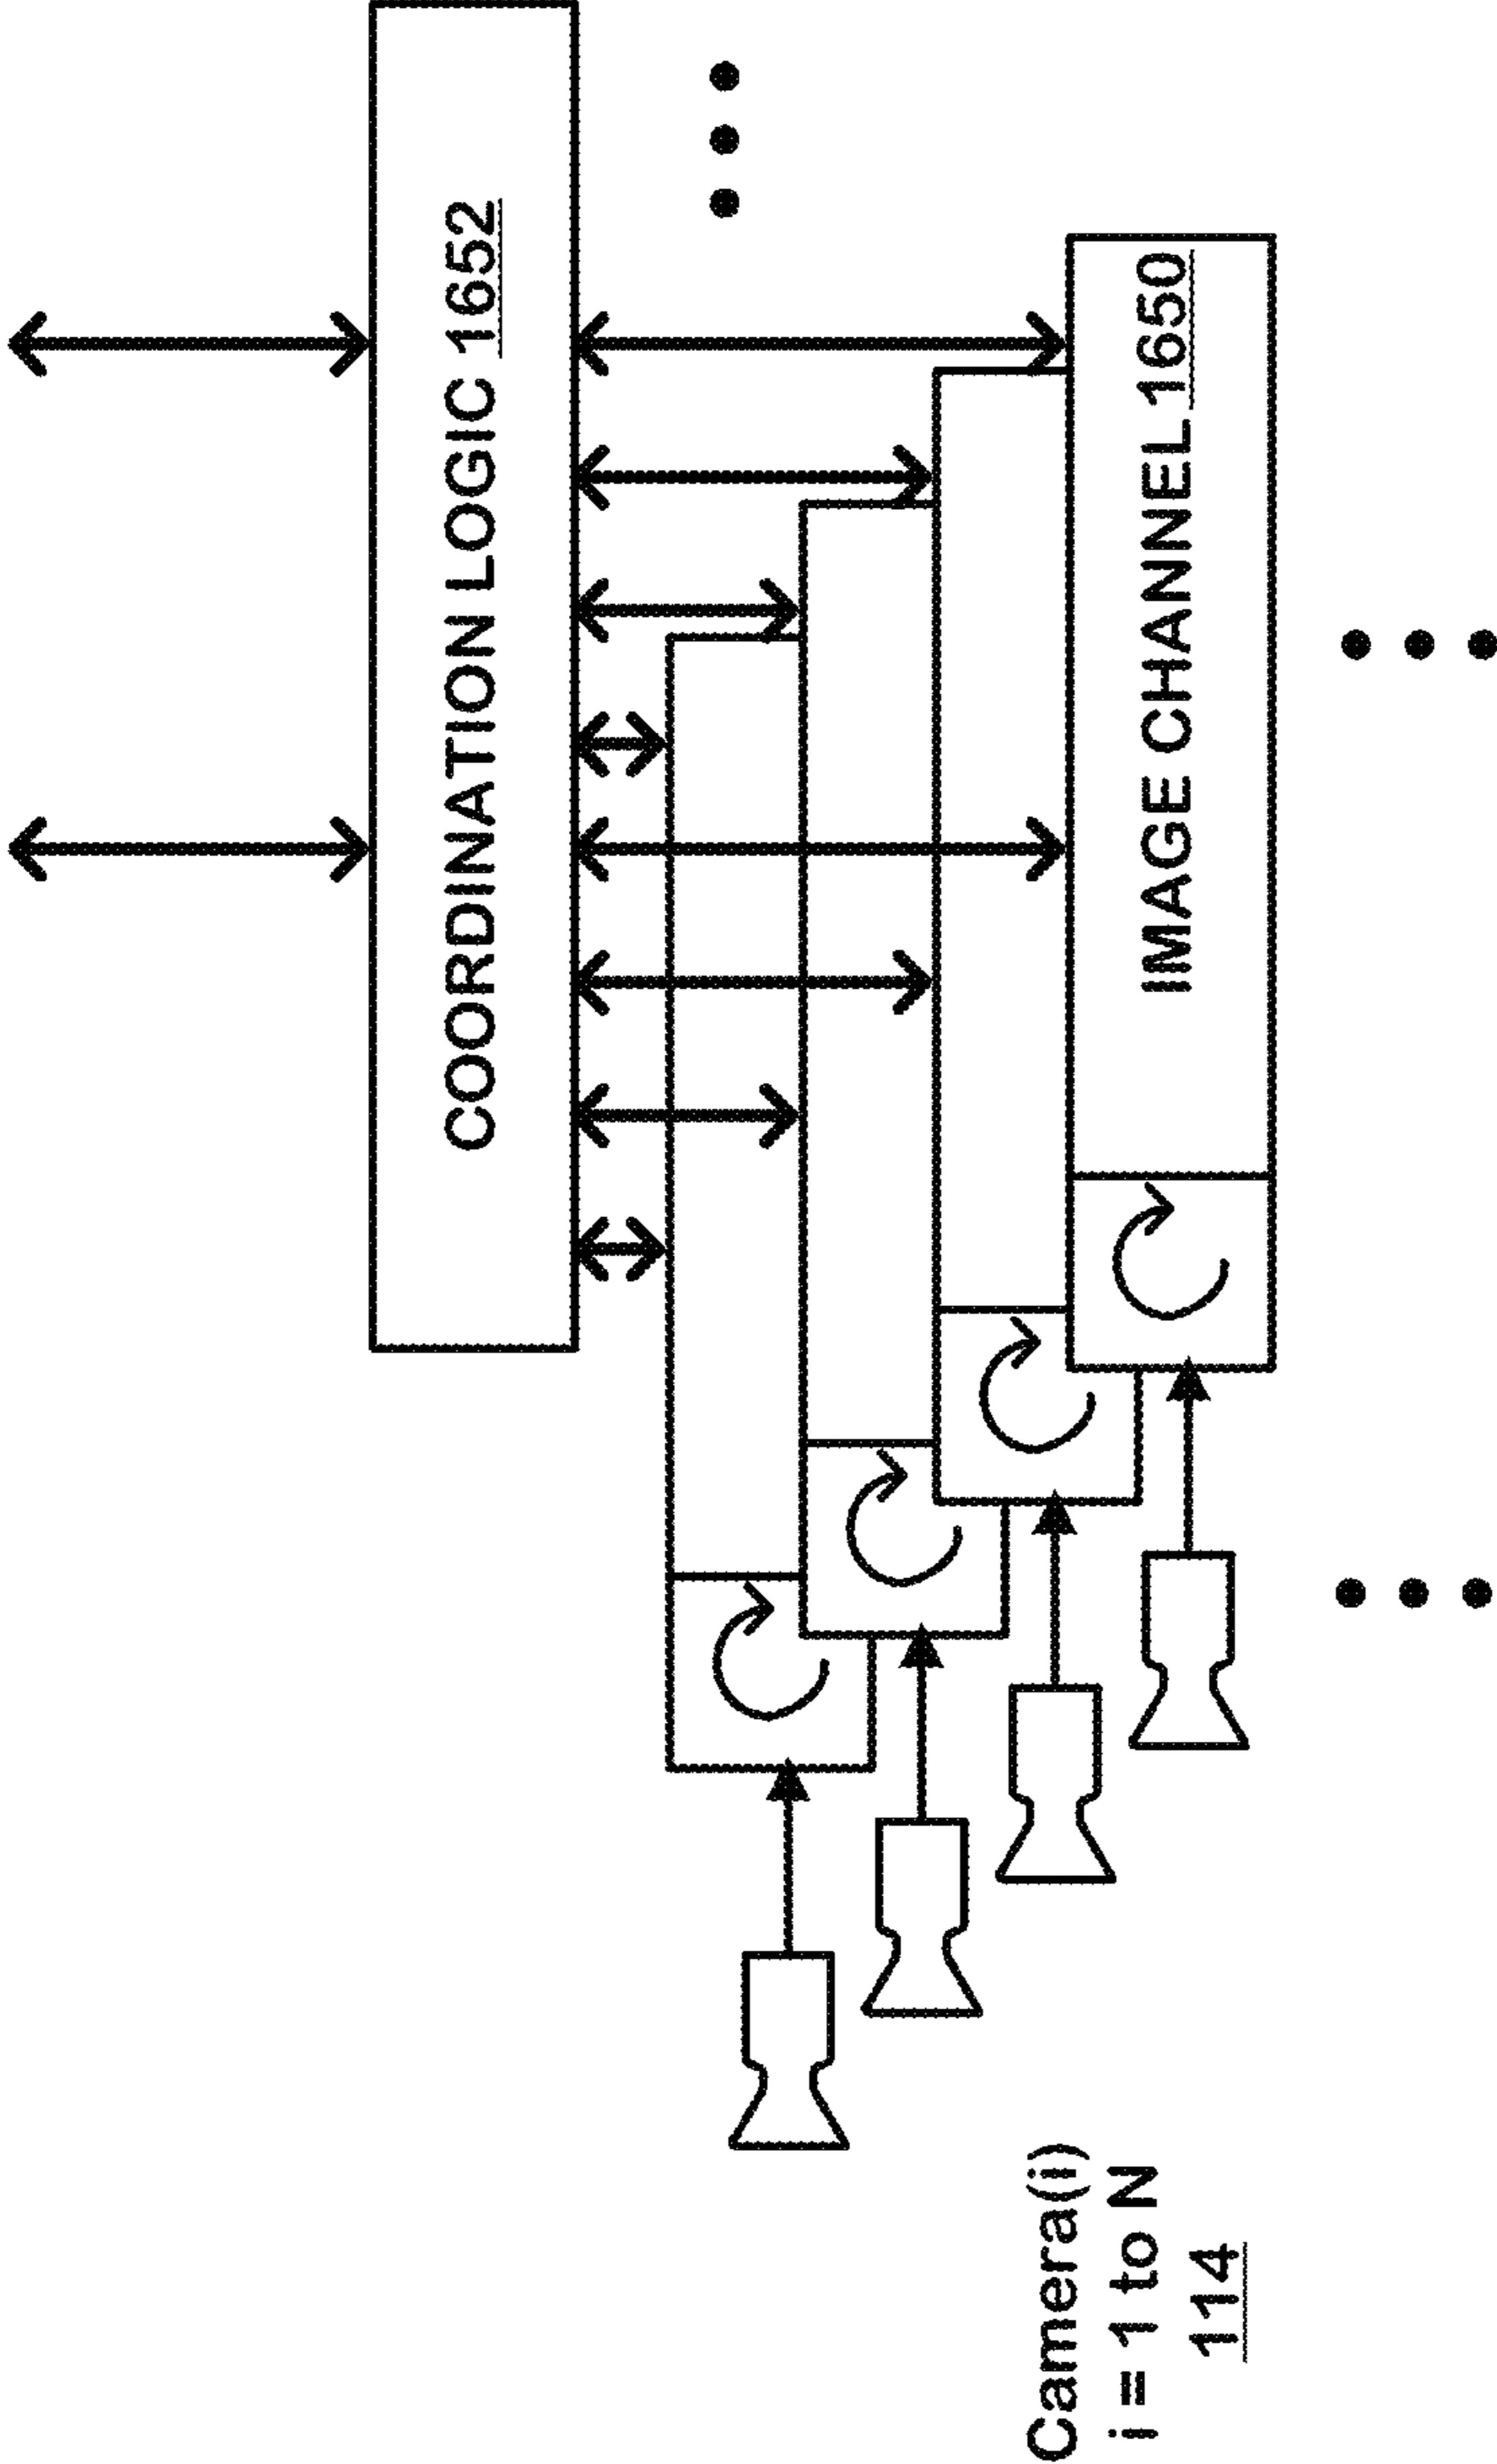 COORDINATION LOGIC 1652
IMAGE CHANNEL 1650
Camera(i)
i = 1 to N
114